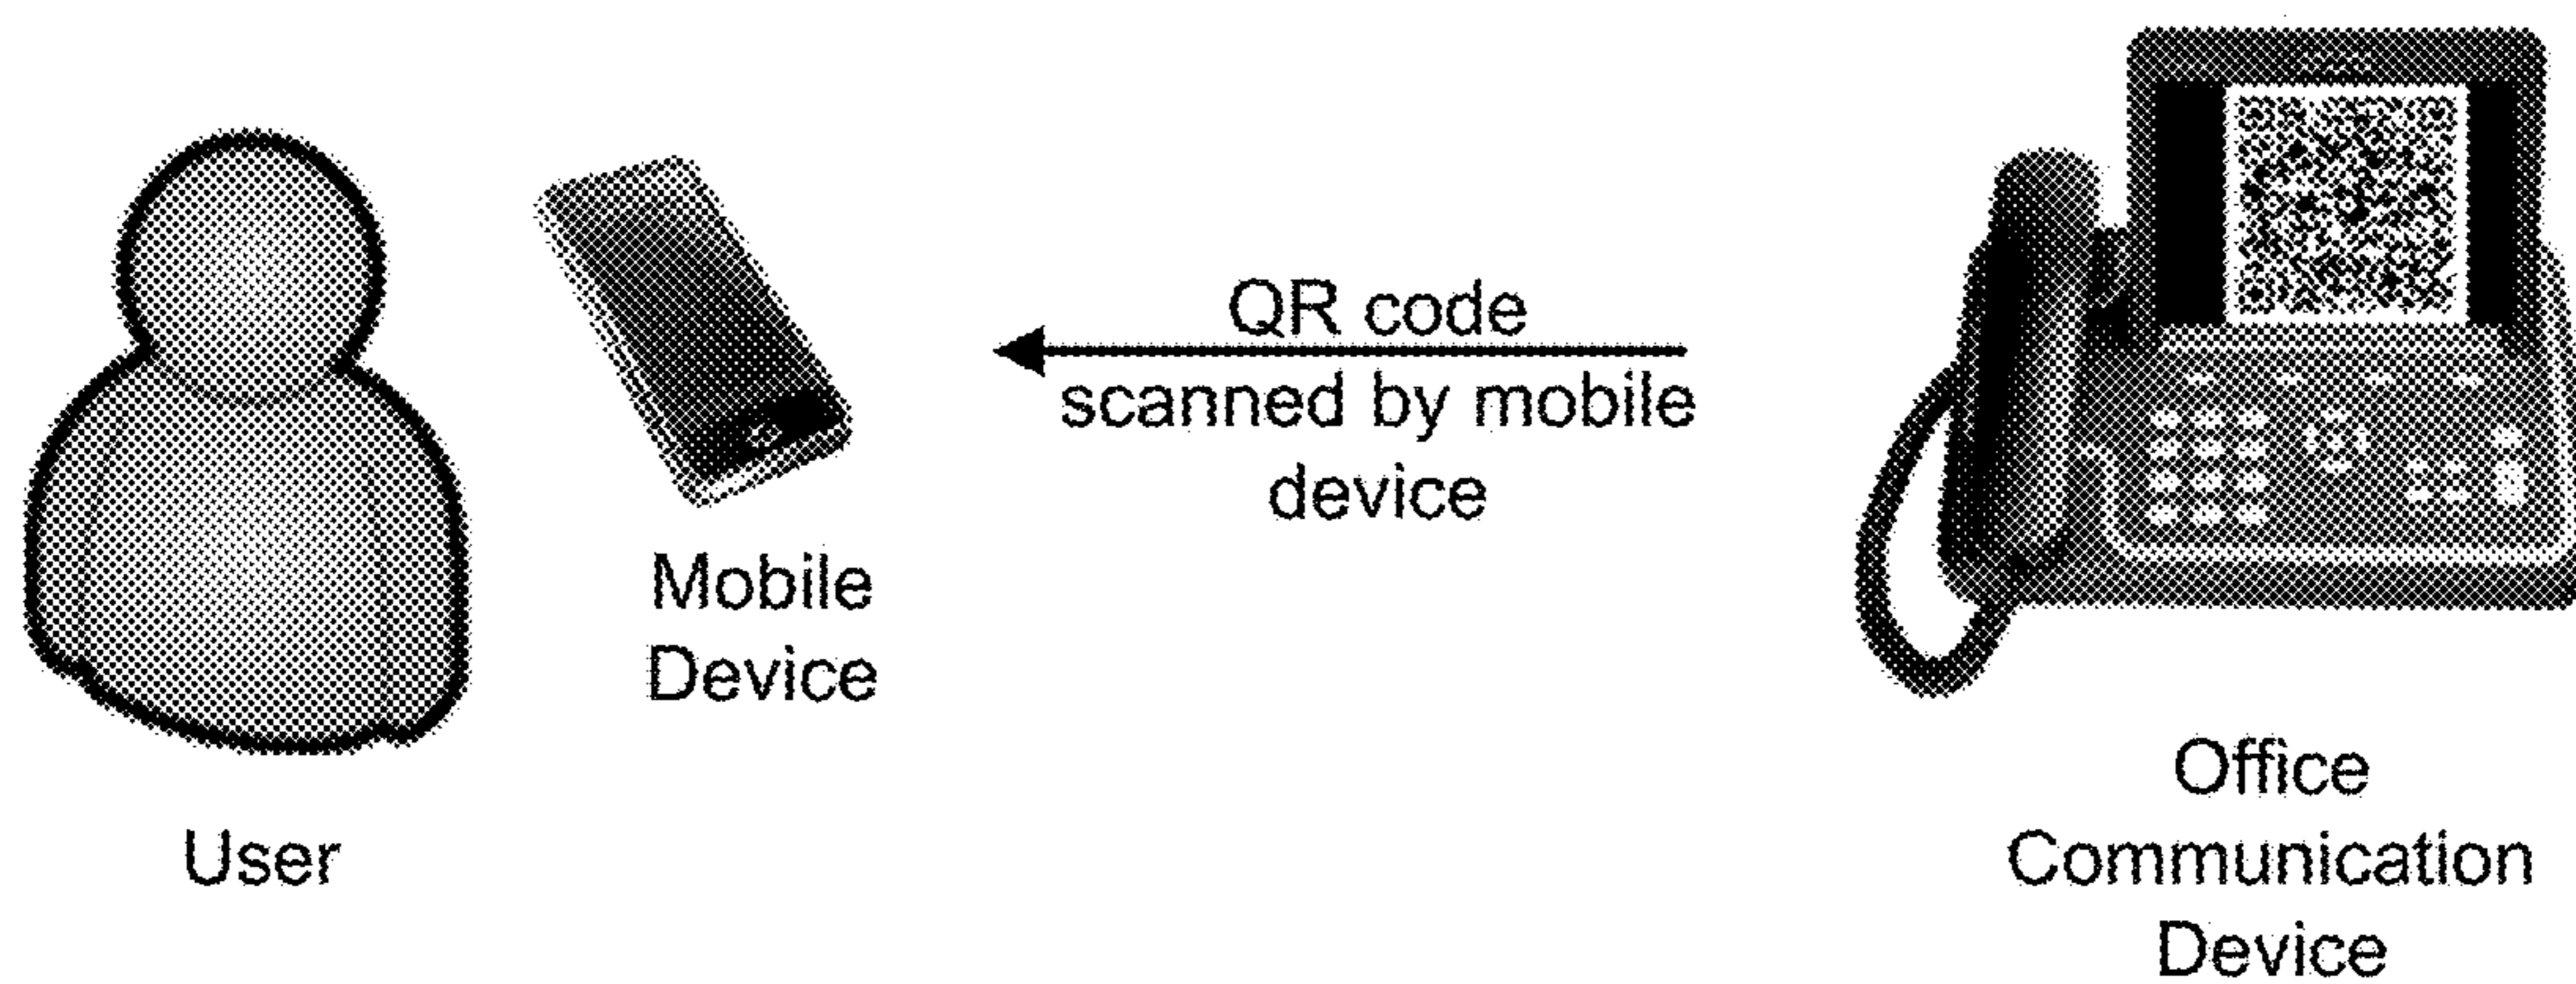 QR code
scanned by mobile
device
Mobile
Device
User
Office
Communication
Device